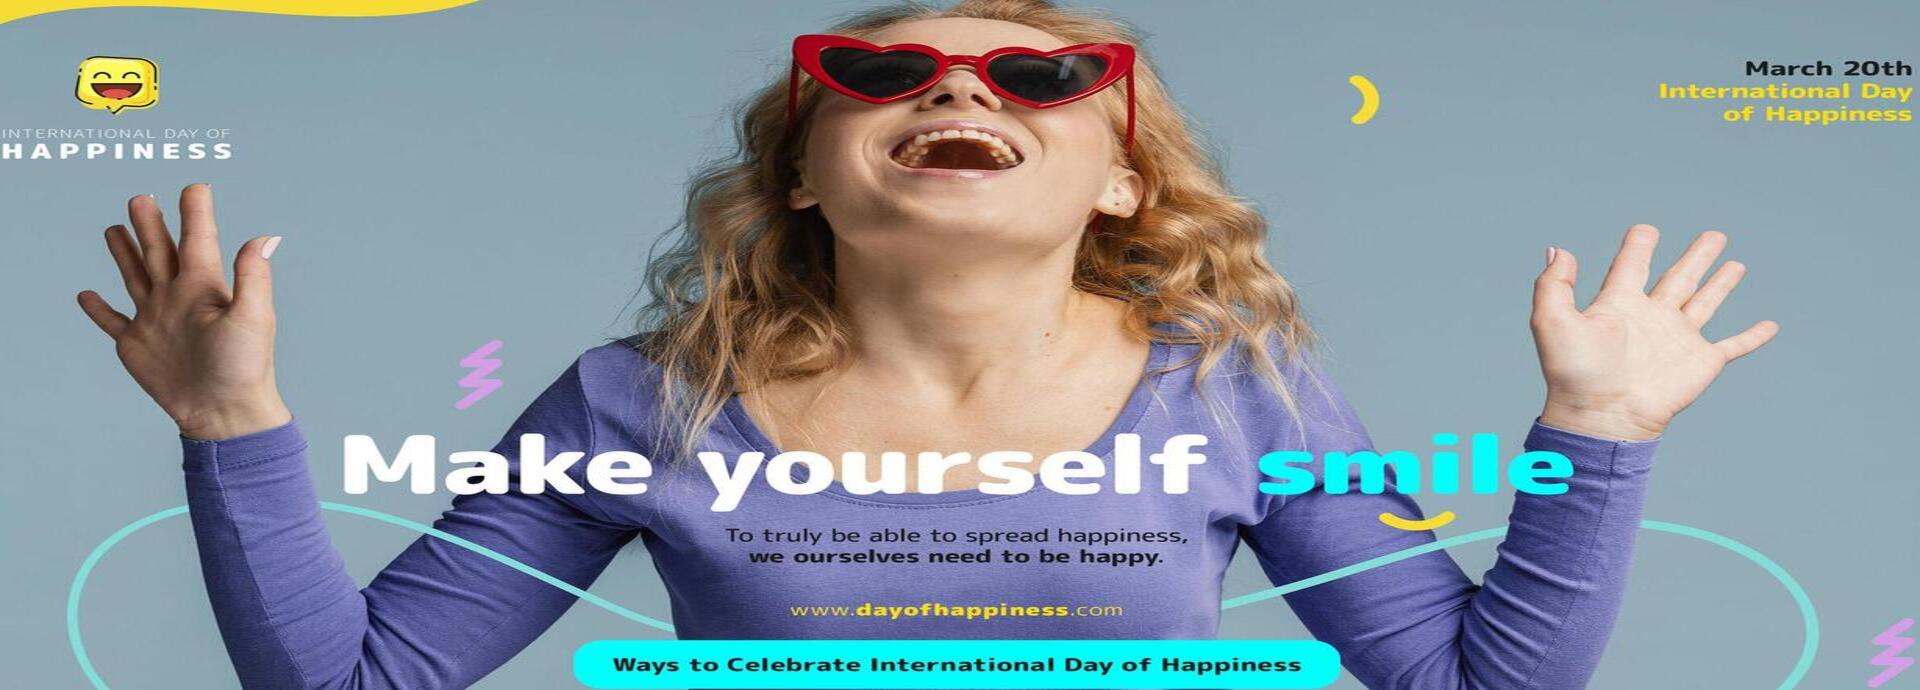 INTERNATIONAL DAY OF
HAPPINESS
March 20th
International Day
of Happiness
Make yourself smile
To truly be able to spread happiness,
we ourselves need to be happy.
www.dayofhappiness.com
Ways to Celebrate International Day of Happiness